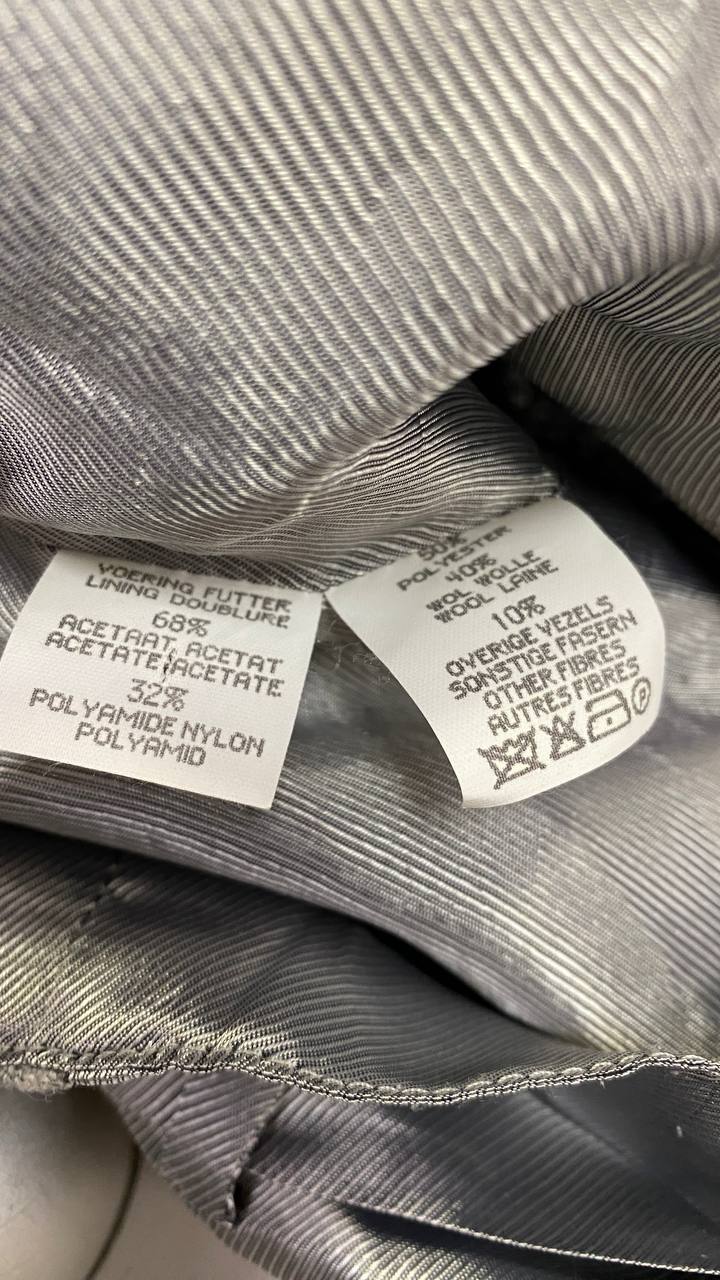 VOERING FUTTER
LINING DOUBLURE
68%
ACETAAT ACETAT
ACETATE ACETATE
32%
POLYAMIDE NYLON
POLYAMID
50%
POLYESTER
40%
WOL WOLLE
WOOL LAINE
10%
OVERIGE VEZELS
SONSTIGE FASERN
OTHER FIBRES
AUTRES FIBRES
P